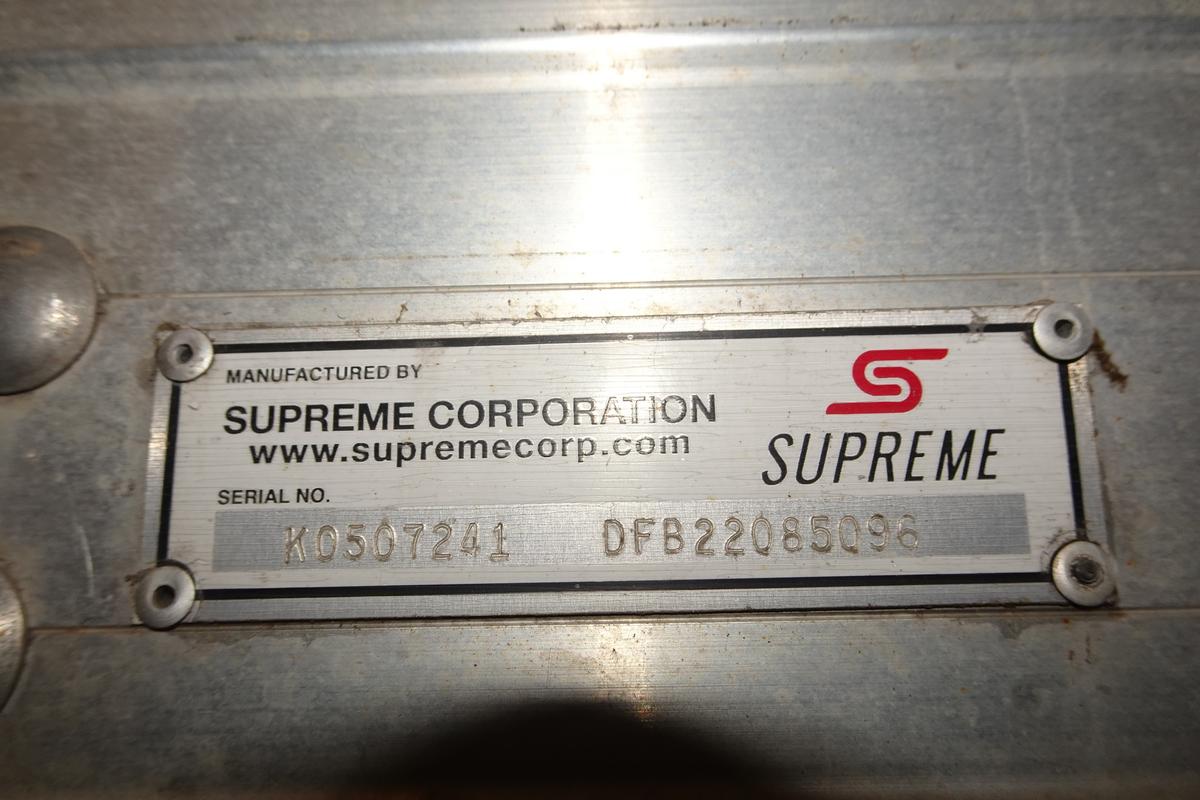 MANUFACTURED BY
SUPREME CORPORATION
www.supremecorp.com
SUPREME
SERIAL NO.
K0507241 DFB22085096